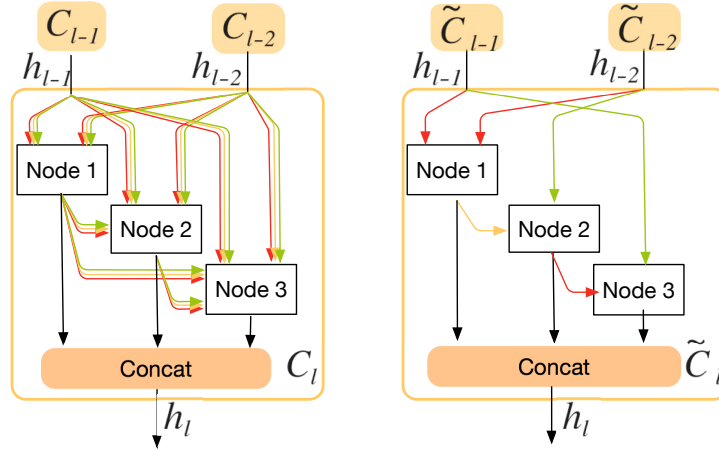 C_{l-1} C_{l-2}
h_{l-1} h_{l-2}
Node 1
Node 2
Node 3
Concat C_l
h_l
C̃_{l-1} C̃_{l-2}
h_{l-1} h_{l-2}
Node 1
Node 2
Node 3
Concat C̃_l
h_l